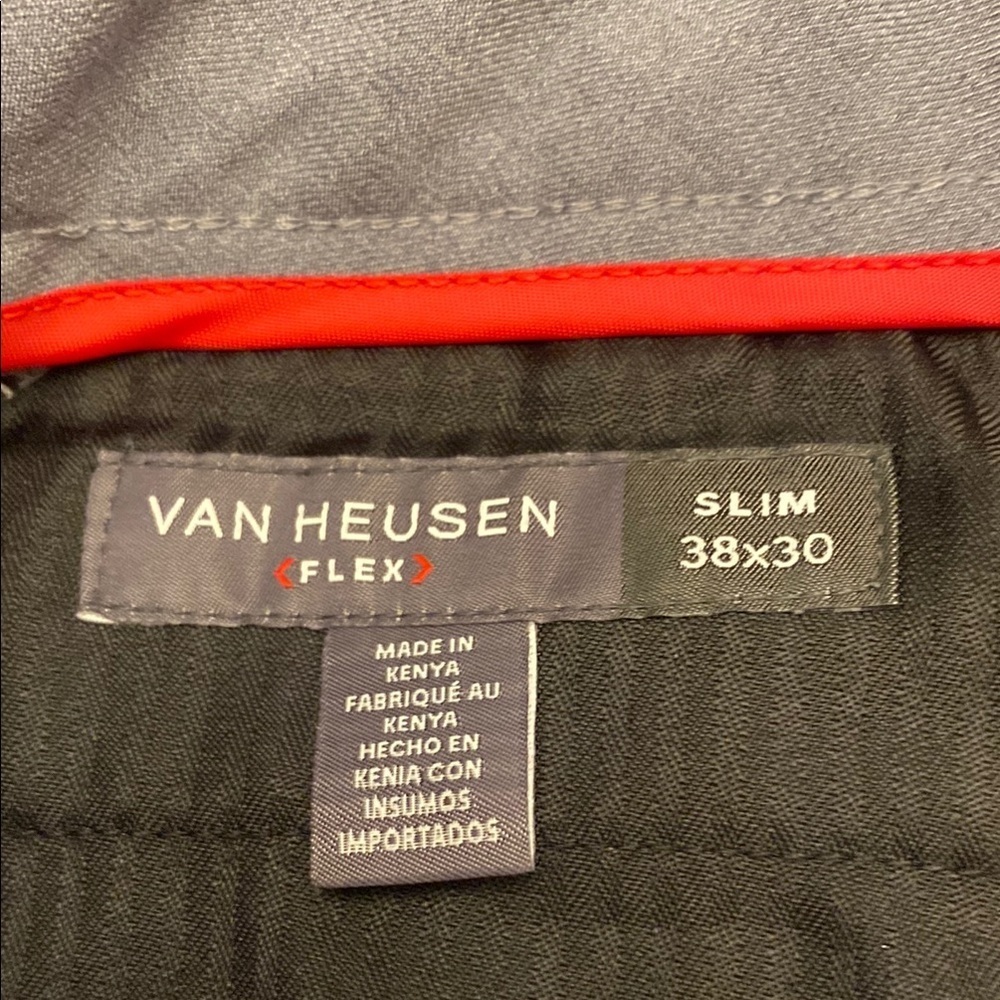 VAN HEUSEN
<FLEX>
SLIM
38x30
MADE IN
KENYA
FABRIQUÉ AU
KENYA
HECHO EN
KENIA CON
INSUMOS
IMPORTADOS